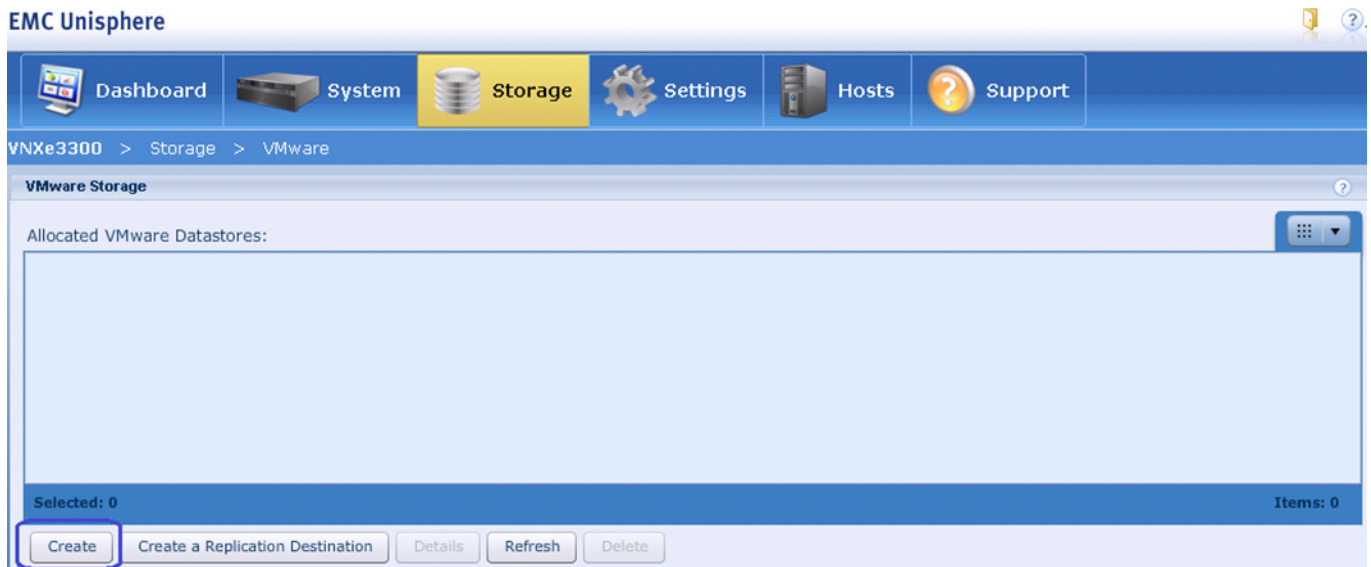 EMC Unisphere
Dashboard System Storage Settings Hosts Support
VNXe3300 > Storage > VMware
VMware Storage
Allocated VMware Datastores:
Selected: 0 Items: 0
Create Create a Replication Destination Details Refresh Delete